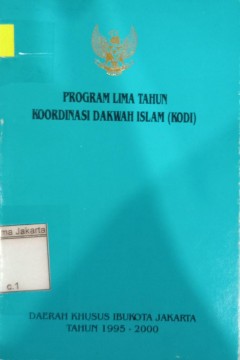 PROGRAM LIMA TAHUN
KOORDINASI DAKWAH ISLAM (KODI)
ma Jakarta
c.1
DAERAH KHUSUS IBUKOTA JAKARTA
TAHUN 1995 - 2000